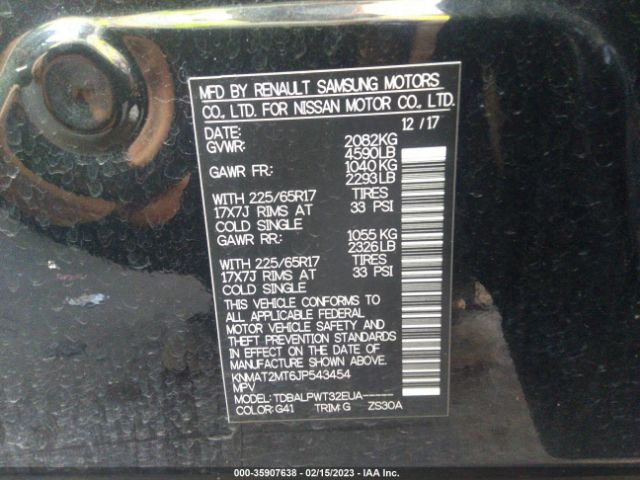 MFD BY RENAULT SAMSUNG MOTORS
CO., LTD. FOR NISSAN MOTOR CO., LTD.
DATE: 12 / 17
GVWR: 2082KG
4590LB
GAWR FR: 1040 KG
2293LB
WITH 225/65R17 TIRES
17X7J RIMS AT 33 PSI
COLD SINGLE
GAWR RR: 1055 KG
2326LB
WITH 225/65R17 TIRES
17X7J RIMS AT 33 PSI
COLD SINGLE
THIS VEHICLE CONFORMS TO
ALL APPLICABLE FEDERAL
MOTOR VEHICLE SAFETY AND
THEFT PREVENTION STANDARDS
IN EFFECT ON THE DATE OF
MANUFACTURE SHOWN ABOVE.
KNMAT2MT6JP543454
MPV
MODEL: TDBALPWT32EUA-----
COLOR: G41 TRIM: G ZS30A
000-35907638 - 02/15/2023 - IAA Inc.